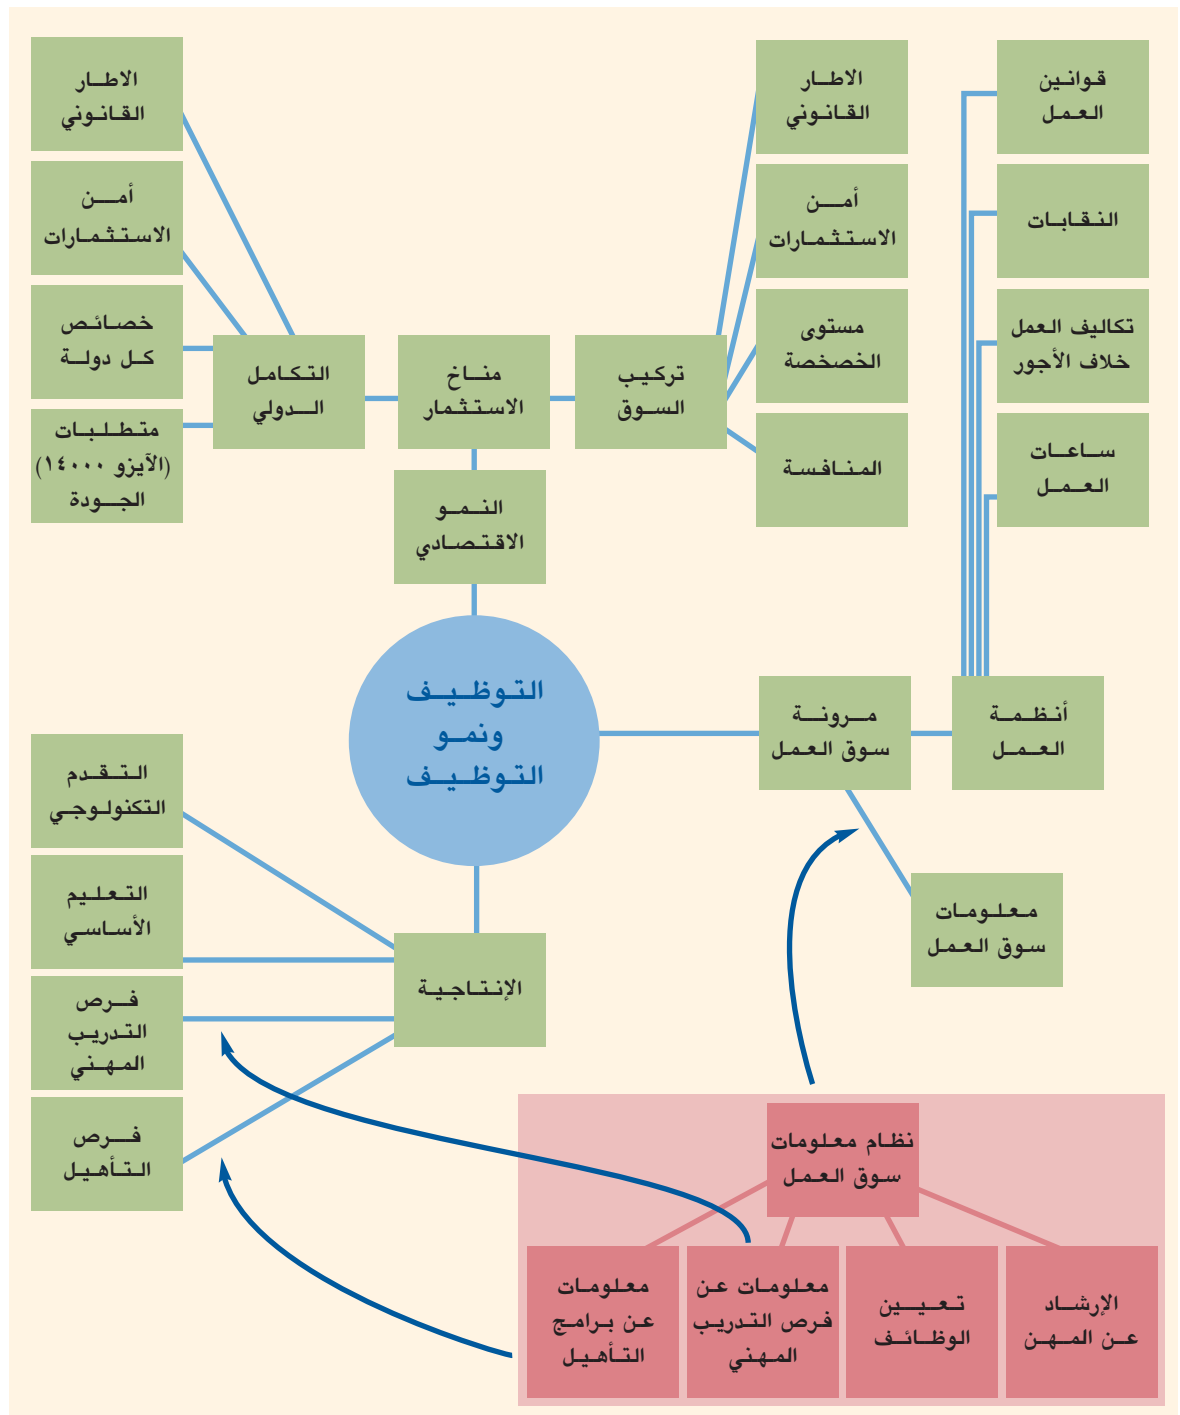 قوانين
العمل
النقابات
تكاليف العمل
خلاف الأجور
ساعات
العمل
الاطار
القانوني
أمن
الاستثمارات
مستوى
الخصخصة
المنافسة
الاطار
القانوني
أمن
الاستثمارات
خصائص
كل دولة
متطلبات
(الآيزو ١٤٠٠٠)
الجودة
تركيب
السوق
مناخ
الاستثمار
التكامل
الدولي
النمو
الاقتصادي
التوظيف
ونمو
التوظيف
أنظمة
العمل
مرونة
سوق العمل
معلومات
سوق العمل
الإنتاجية
التقدم
التكنولوجي
التعليم
الأساسي
فرص
التدريب
المهني
فرص
التأهيل
نظام معلومات
سوق العمل
الإرشاد
عن المهن
تعيين
الوظائف
معلومات عن
فرص التدريب
المهني
معلومات
عن برامج
التأهيل